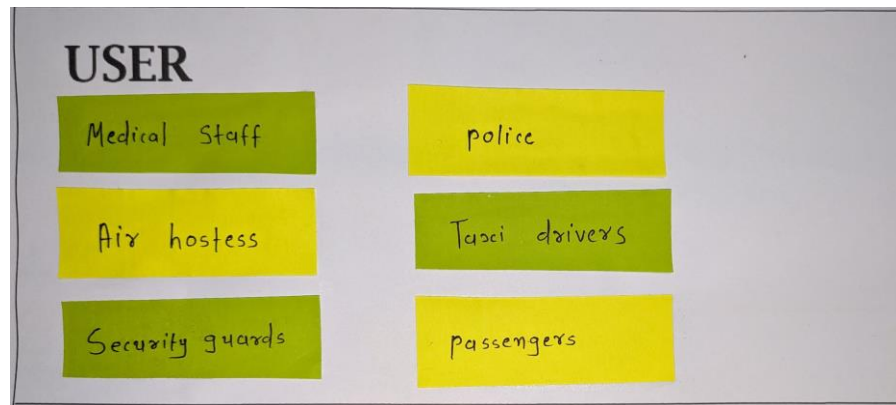 USER
Medical Staff
police
Air hostess
Taxi drivers
Security guards
passengers